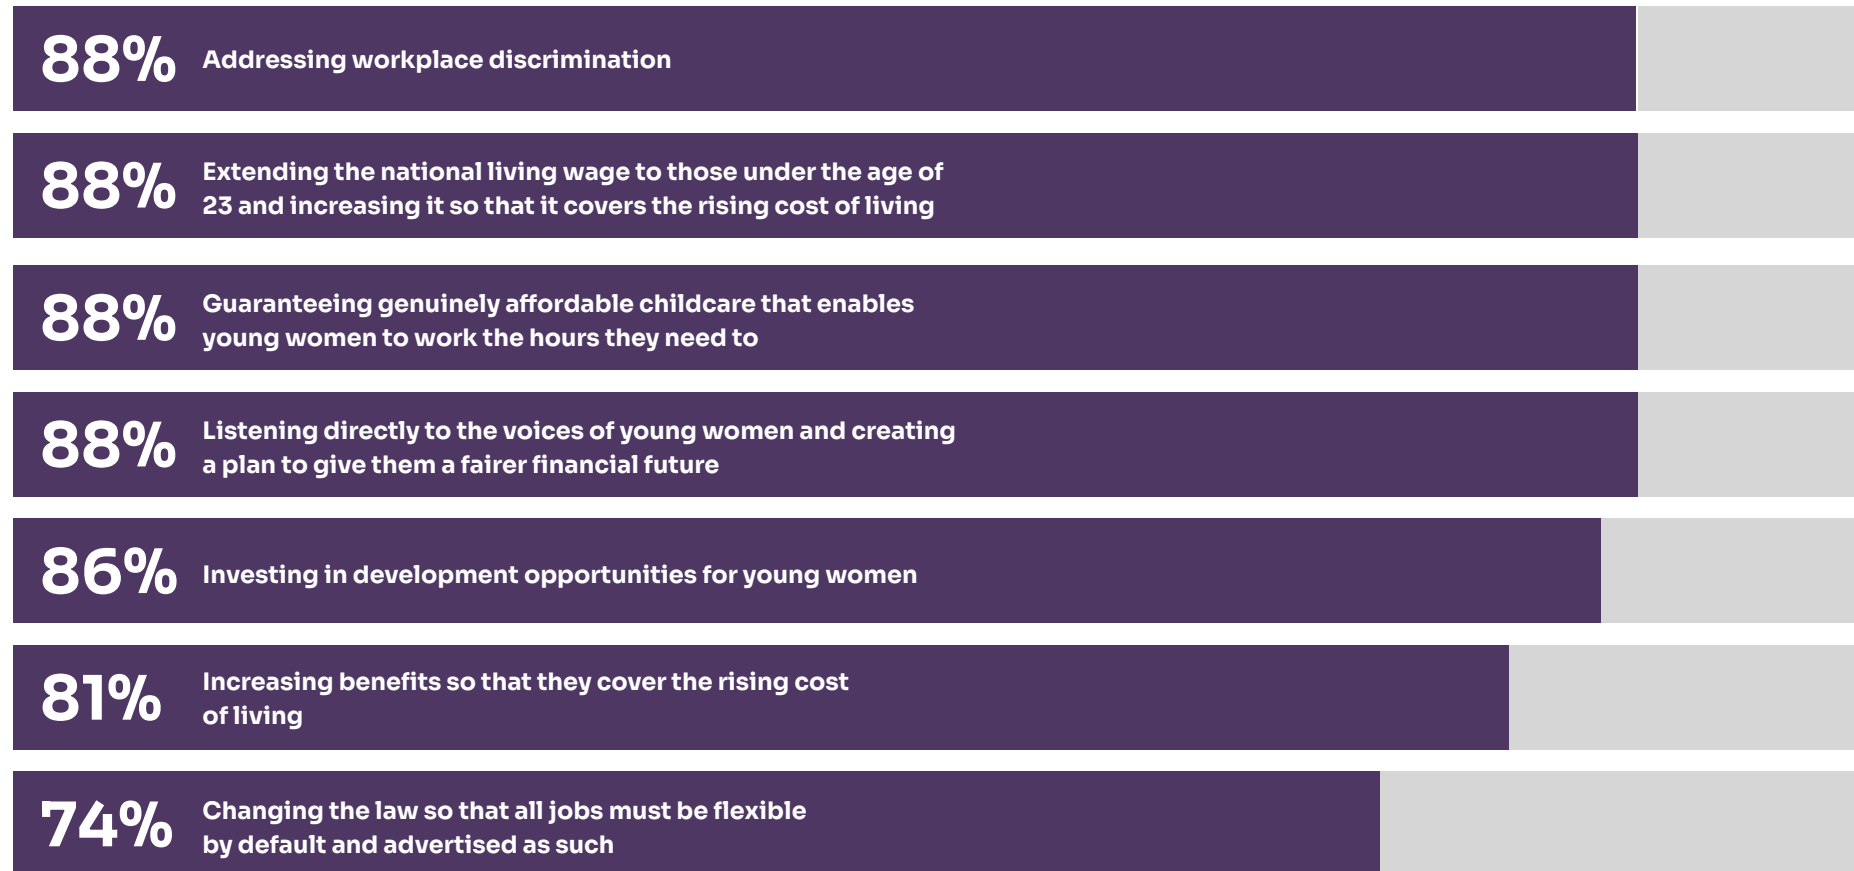 88% Addressing workplace discrimination
88% Extending the national living wage to those under the age of
23 and increasing it so that it covers the rising cost of living
88% Guaranteeing genuinely affordable childcare that enables
young women to work the hours they need to
88% Listening directly to the voices of young women and creating
a plan to give them a fairer financial future
86% Investing in development opportunities for young women
81% Increasing benefits so that they cover the rising cost
of living
74% Changing the law so that all jobs must be flexible
by default and advertised as such